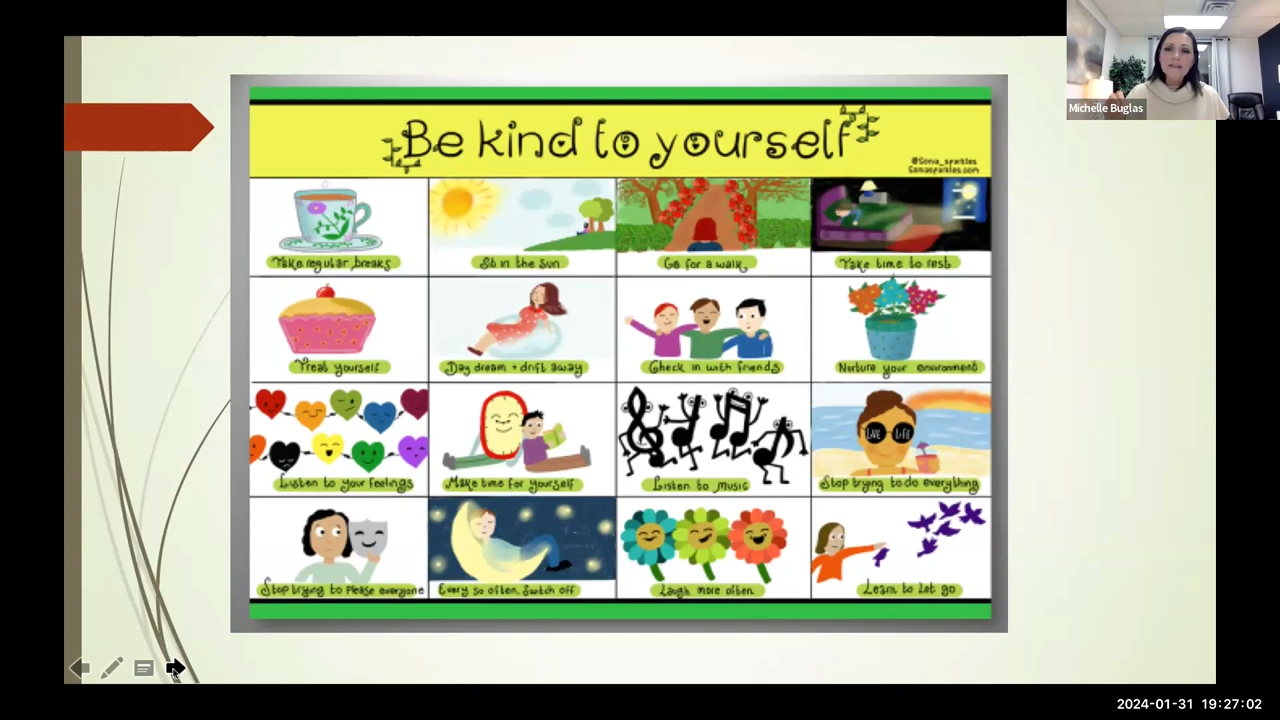 Michelle Buglas
Be kind to yourself
@Sonia_sparkles
Soniasparkles.com
Take regular breaks
Sit in the sun
Go for a walk
Take time to rest
Treat yourself
Day dream + drift away
Check in with friends
Nurture your environment
Listen to your feelings
Make time for yourself
Listen to music
LIVE LIFE
Stop trying to do everything
Stop trying to Please everyone
Every so often, Switch off
Laugh more often
Learn to let go
2024-01-31 19:27:02